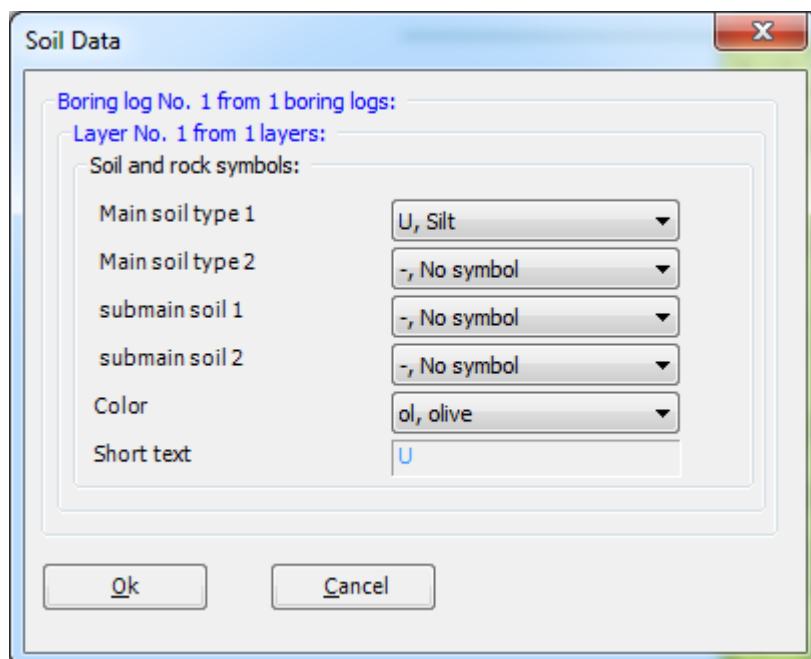 Soil Data
Boring log No. 1 from 1 boring logs:
Layer No. 1 from 1 layers:
Soil and rock symbols:
Main soil type 1 U, Silt
Main soil type 2 -, No symbol
submain soil 1 -, No symbol
submain soil 2 -, No symbol
Color ol, olive
Short text U
Ok Cancel